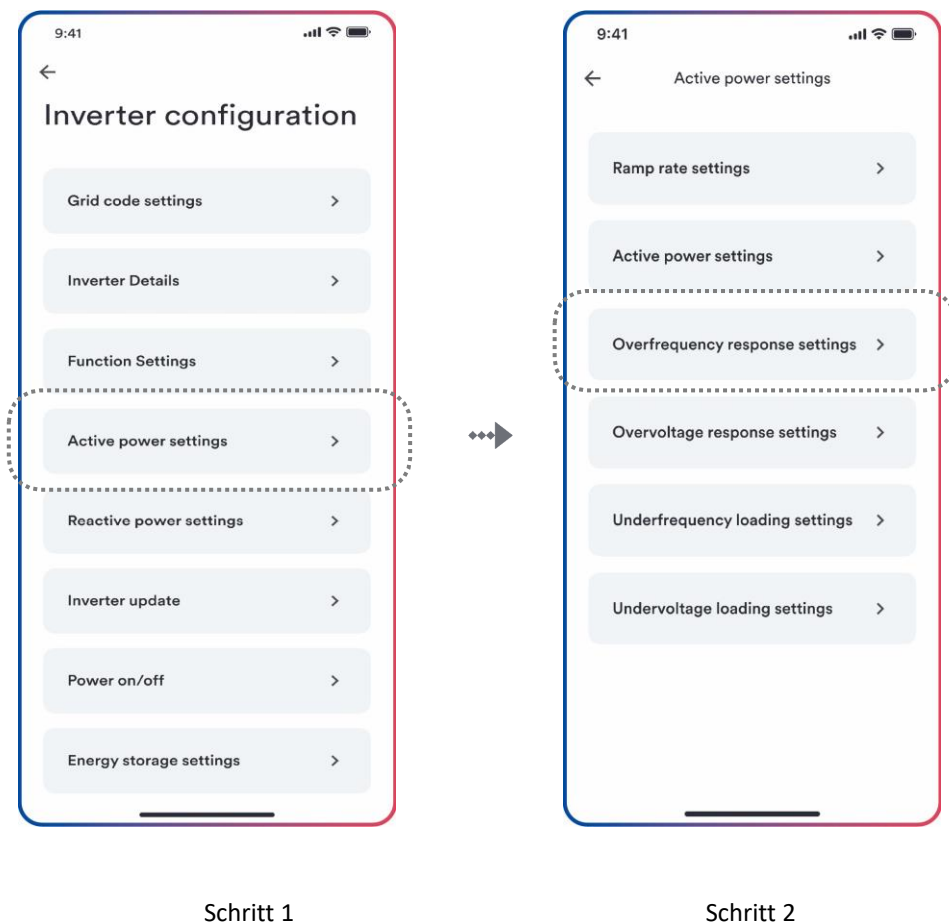 9:41
Inverter configuration
Grid code settings
Inverter Details
Function Settings
Active power settings
Reactive power settings
Inverter update
Power on/off
Energy storage settings
Schritt 1
9:41
Active power settings
Ramp rate settings
Active power settings
Overfrequency response settings
Overvoltage response settings
Underfrequency loading settings
Undervoltage loading settings
Schritt 2